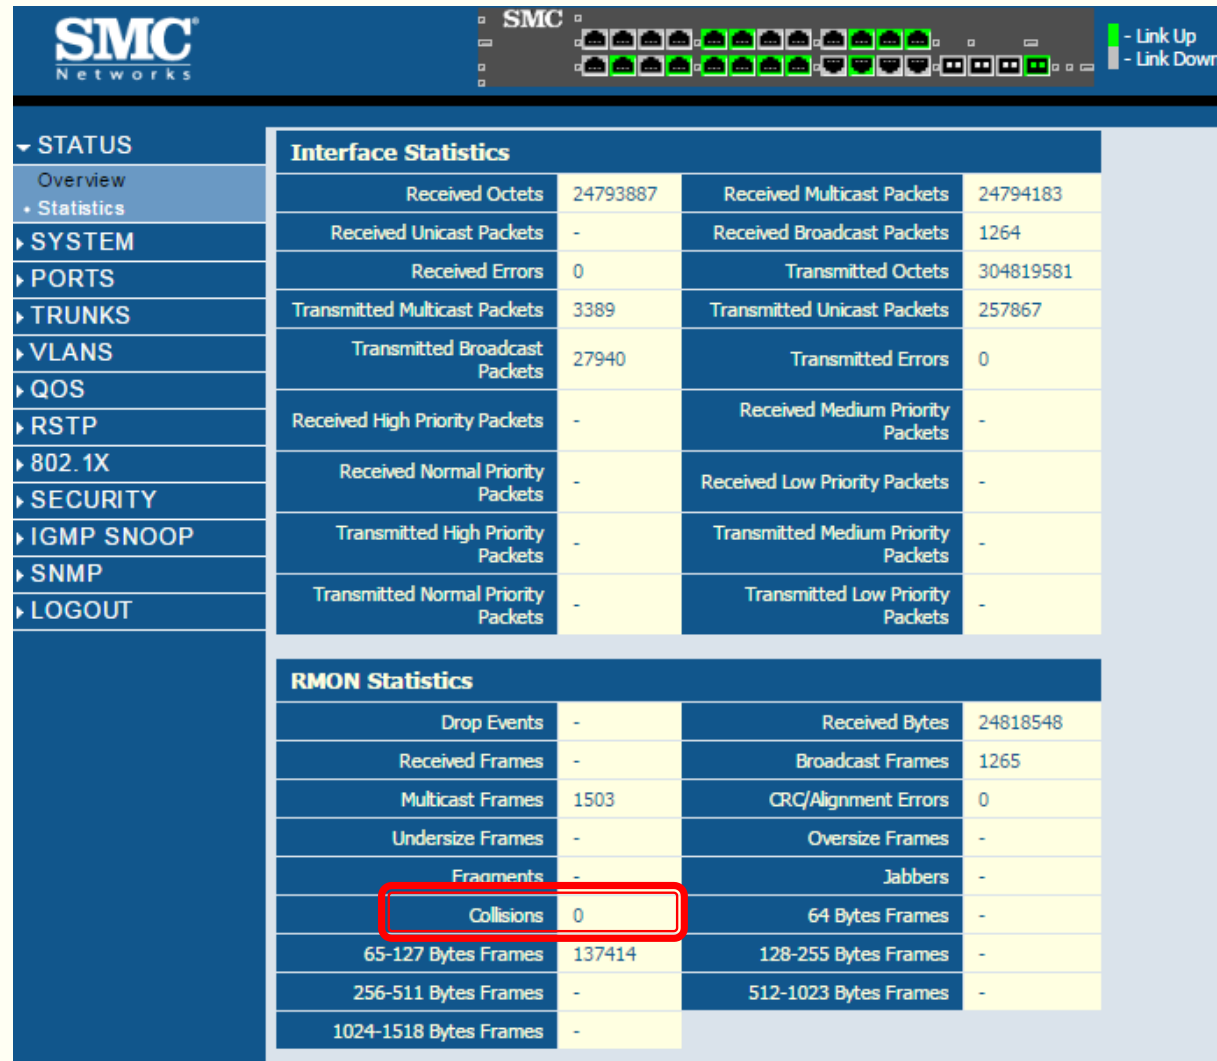 SMC
Networks
SMC
- Link Up
- Link Down
STATUS
Overview
Statistics
SYSTEM
PORTS
TRUNKS
VLANS
QOS
RSTP
802.1X
SECURITY
IGMP SNOOP
SNMP
LOGOUT
Interface Statistics
Received Octets 24793887 Received Multicast Packets 24794183
Received Unicast Packets - Received Broadcast Packets 1264
Received Errors 0 Transmitted Octets 304819581
Transmitted Multicast Packets 3389 Transmitted Unicast Packets 257867
Transmitted Broadcast
Packets 27940 Transmitted Errors 0
Received High Priority Packets - Received Medium Priority
Packets -
Received Normal Priority
Packets - Received Low Priority Packets -
Transmitted High Priority
Packets - Transmitted Medium Priority
Packets -
Transmitted Normal Priority
Packets - Transmitted Low Priority
Packets -
RMON Statistics
Drop Events - Received Bytes 24818548
Received Frames - Broadcast Frames 1265
Multicast Frames 1503 CRC/Alignment Errors 0
Undersize Frames - Oversize Frames -
Fragments - Jabbers -
Collisions 0 64 Bytes Frames -
65-127 Bytes Frames 137414 128-255 Bytes Frames -
256-511 Bytes Frames - 512-1023 Bytes Frames -
1024-1518 Bytes Frames -